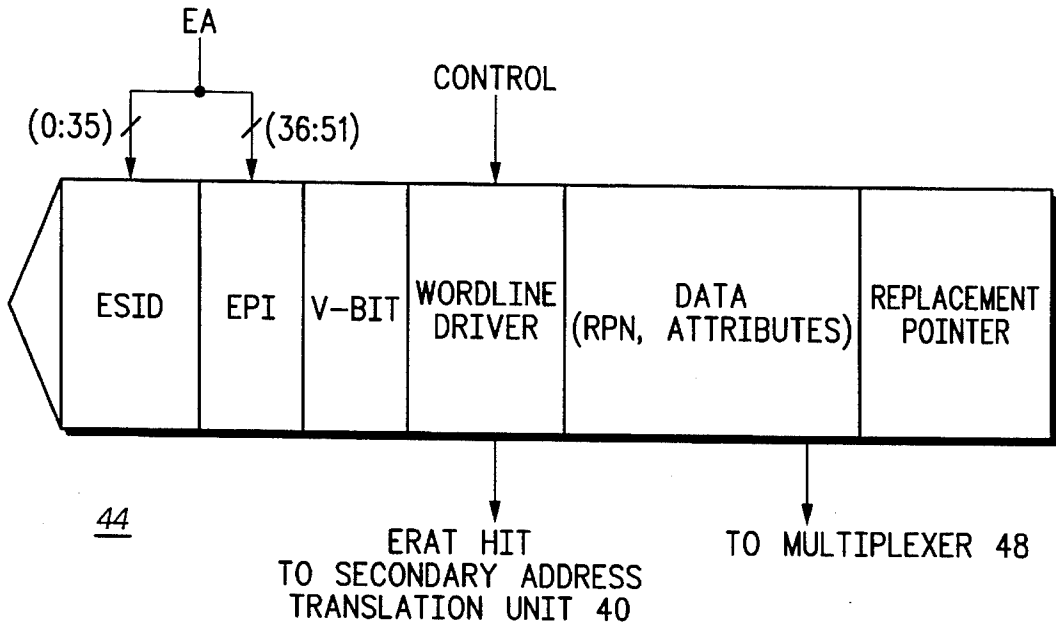 EA
CONTROL
(0:35)
(36:51)
ESID
EPI
V-BIT
WORDLINE
DRIVER
DATA
(RPN, ATTRIBUTES)
REPLACEMENT
POINTER
44
ERAT HIT
TO SECONDARY ADDRESS
TRANSLATION UNIT 40
TO MULTIPLEXER 48